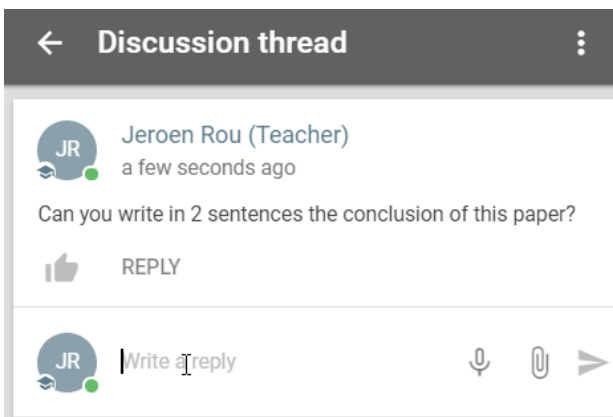 Discussion thread
JR
Jeroen Rou (Teacher)
a few seconds ago
Can you write in 2 sentences the conclusion of this paper?
REPLY
JR
Write a reply